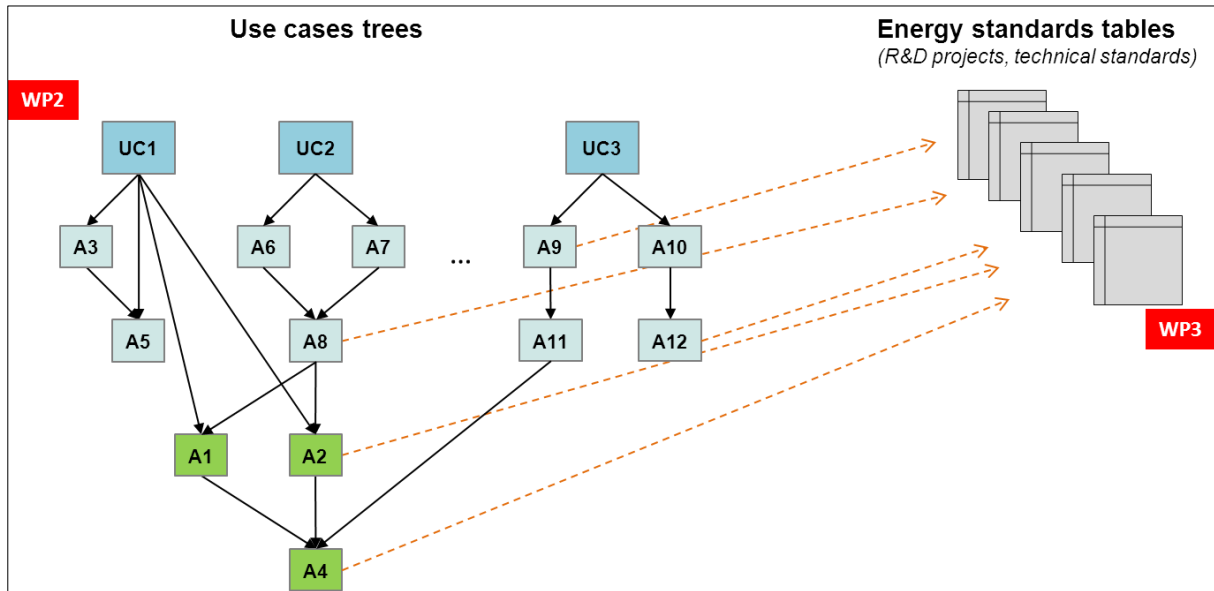 Use cases trees
Energy standards tables
(R&D projects, technical standards)
WP2
UC1
UC2
UC3
A3
A6
A7
...
A9
A10
A5
A8
A11
A12
WP3
A1
A2
A4